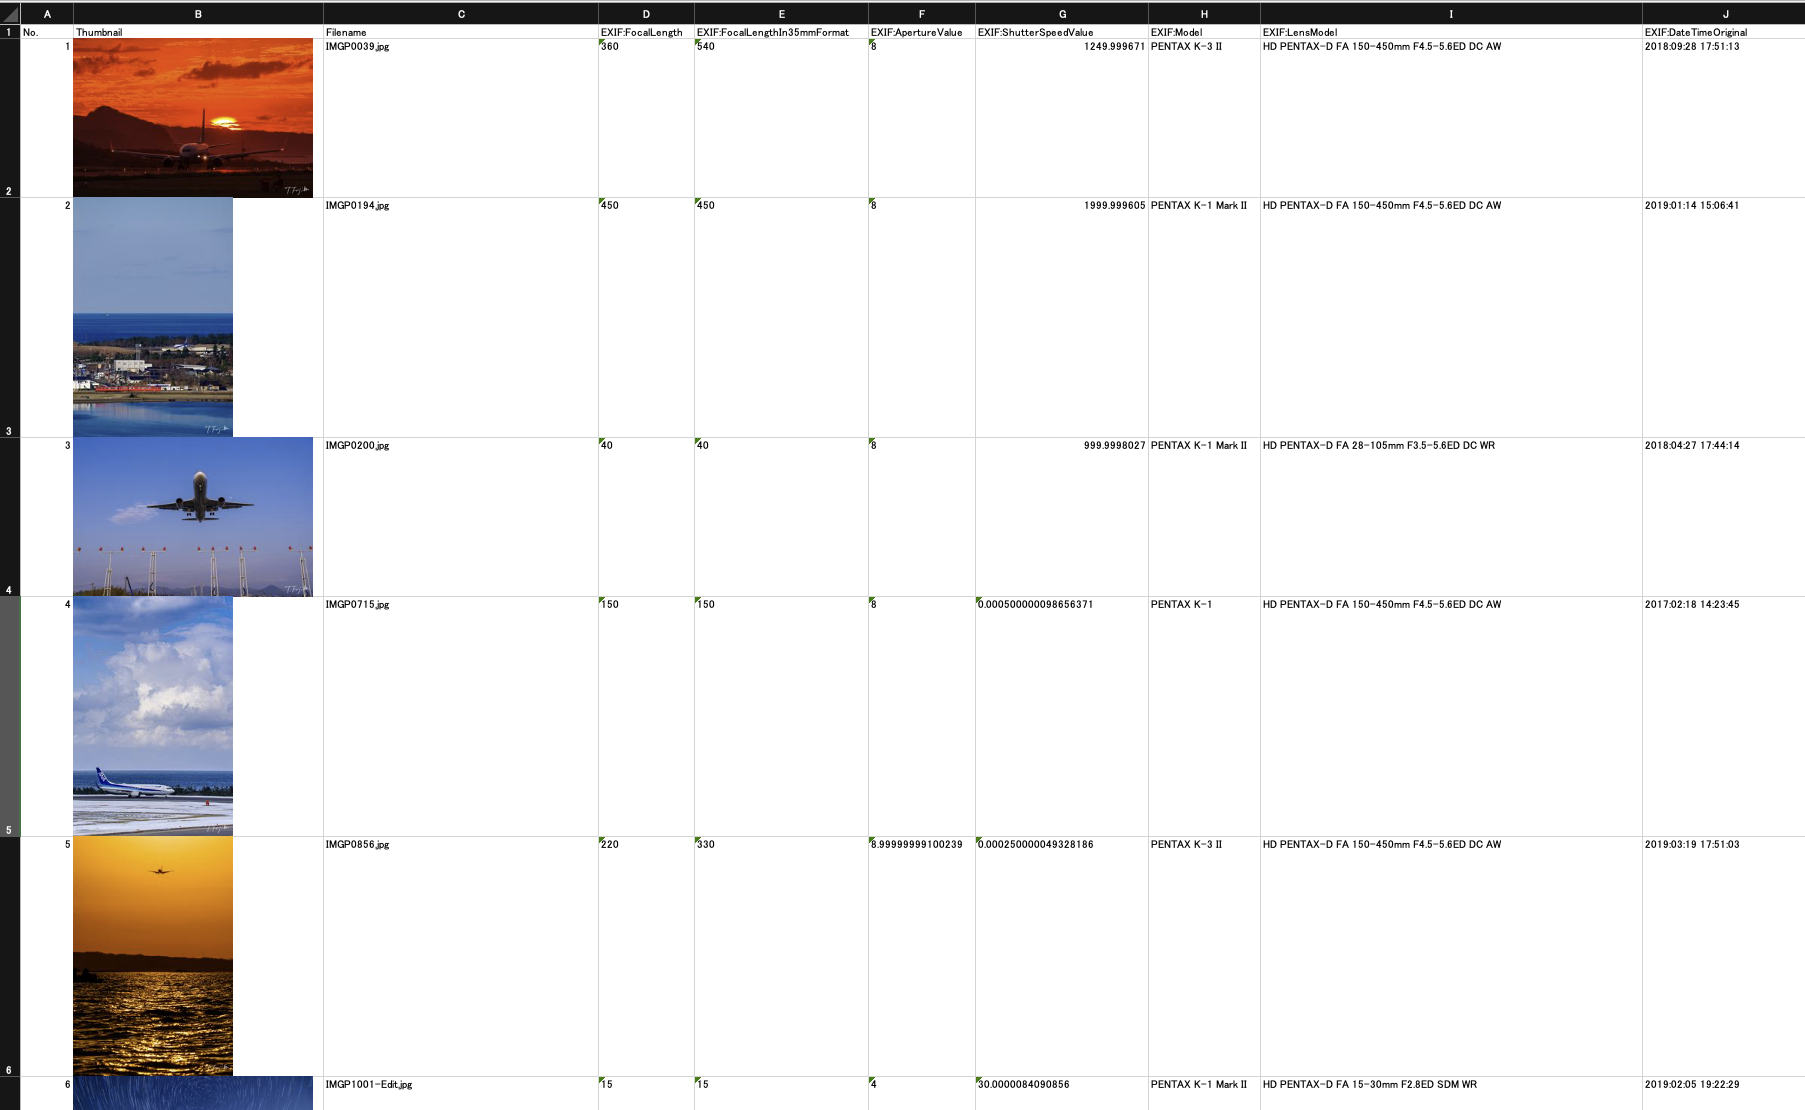 A B C D E F G H I J
1 No. Thumbnail Filename EXIF:FocalLength EXIF:FocalLengthIn35mmFormat EXIF:ApertureValue EXIF:ShutterSpeedValue EXIF:Model EXIF:LensModel EXIF:DateTimeOriginal
1 IMGP0039.jpg 360 540 8 1249.999671 PENTAX K-3 II HD PENTAX-D FA 150-450mm F4.5-5.6ED DC AW 2018:09:28 17:51:13
2
2 IMGP0194.jpg 450 450 8 1999.999605 PENTAX K-1 Mark II HD PENTAX-D FA 150-450mm F4.5-5.6ED DC AW 2019:01:14 15:06:41
3
3 IMGP0200.jpg 40 40 8 999.9998027 PENTAX K-1 Mark II HD PENTAX-D FA 28-105mm F3.5-5.6ED DC WR 2018:04:27 17:44:14
4
4 IMGP0715.jpg 150 150 8 0.000500000098656371 PENTAX K-1 HD PENTAX-D FA 150-450mm F4.5-5.6ED DC AW 2017:02:18 14:23:45
5
5 IMGP0856.jpg 220 330 8.99999999100239 0.000250000049328186 PENTAX K-3 II HD PENTAX-D FA 150-450mm F4.5-5.6ED DC AW 2019:03:19 17:51:03
6
6 IMGP1001-Edit.jpg 15 15 4 30.0000084090856 PENTAX K-1 Mark II HD PENTAX-D FA 15-30mm F2.8ED SDM WR 2019:02:05 19:22:29